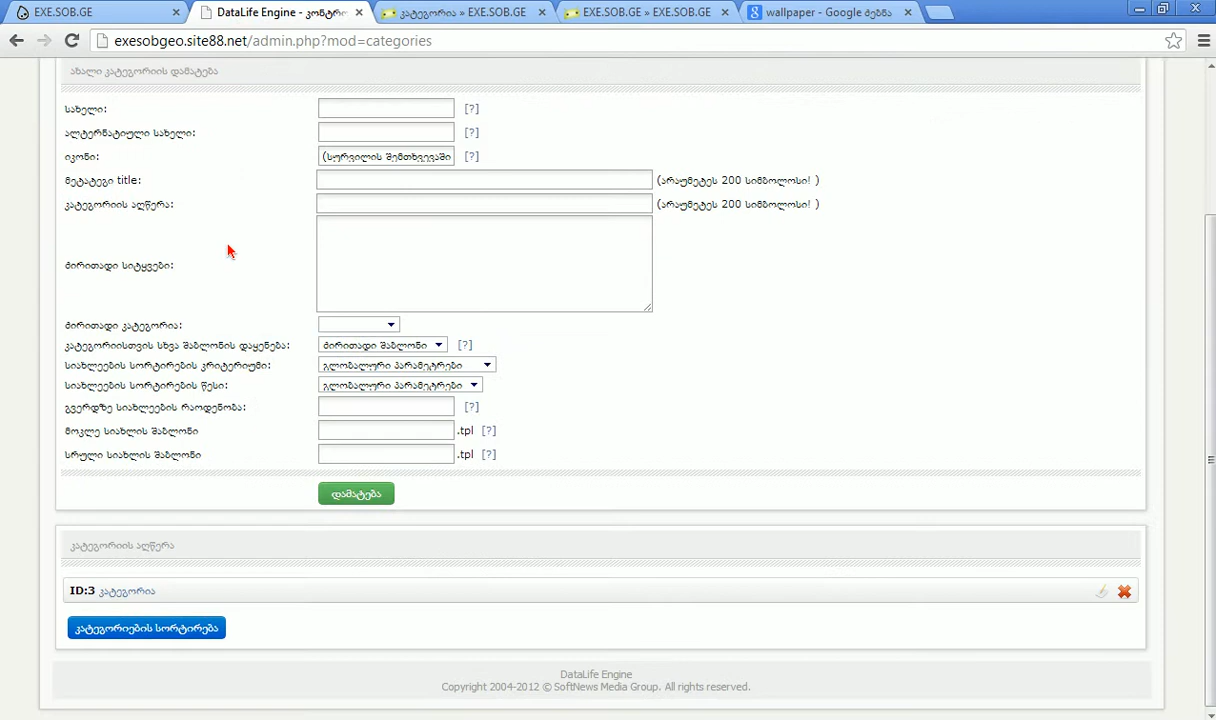 EXE.SOB.GE
DataLife Engine - კონტრო
კატეგორია » EXE.SOB.GE
EXE.SOB.GE » EXE.SOB.GE
wallpaper - Google ძებნა
exesobgeo.site88.net/admin.php?mod=categories
ახალი კატეგორიის დამატება
სახელი: [?]
ალტერნატიული სახელი: [?]
იკონი: (სურვილის შემთხვევაში [?]
მეტატეგი title: (არაუმეტეს 200 სიმბოლოსი! )
კატეგორიის აღწერა: (არაუმეტეს 200 სიმბოლოსი! )
ძირითადი სიტყვები:
ძირითადი კატეგორია:
კატეგორიისთვის სხვა შაბლონის დაყენება: ძირითადი შაბლონი [?]
სიახლეების სორტირების კრიტერიუმი: გლობალური პარამეტრები
სიახლეების სორტირების წესი: გლობალური პარამეტრები
გვერდზე სიახლეების რაოდენობა: [?]
მოკლე სიახლის შაბლონი .tpl [?]
სრული სიახლის შაბლონი .tpl [?]
დამატება
კატეგორიის აღწერა
ID:3 კატეგორია
კატეგორიების სორტირება
DataLife Engine
Copyright 2004-2012 © SoftNews Media Group. All rights reserved.